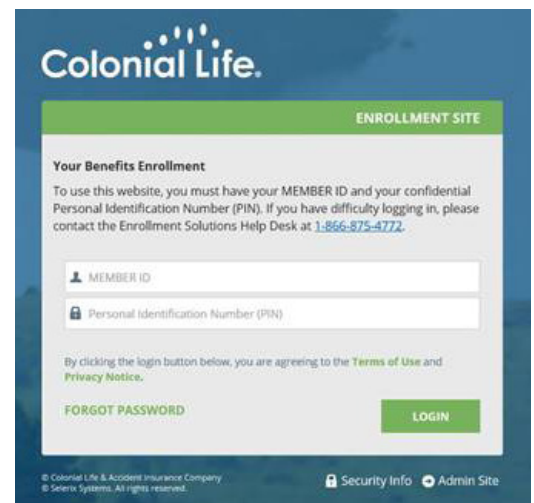 Colonial Life.
ENROLLMENT SITE
Your Benefits Enrollment
To use this website, you must have your MEMBER ID and your confidential
Personal Identification Number (PIN). If you have difficulty logging in, please
contact the Enrollment Solutions Help Desk at 1-866-875-4772.
MEMBER ID
Personal Identification Number (PIN)
By clicking the login button below, you are agreeing to the Terms of Use and
Privacy Notice.
FORGOT PASSWORD
LOGIN
© Colonial Life & Accident Insurance Company
© Selerix Systems. All rights reserved.
Security Info
Admin Site